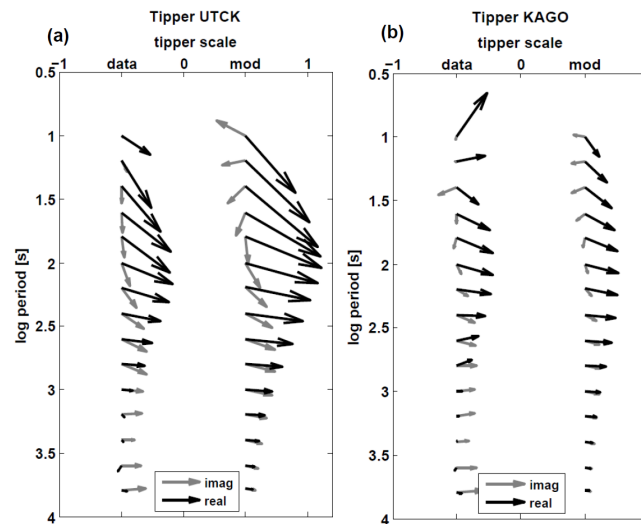 Tipper UTCK
(a)
tipper scale
−1 data 0 mod 1
0.5
1
1.5
2
2.5
3
3.5
4
log period [s]
imag
real
Tipper KAGO
(b)
tipper scale
−1 data 0 mod
0.5
1
1.5
2
2.5
3
3.5
4
log period [s]
imag
real